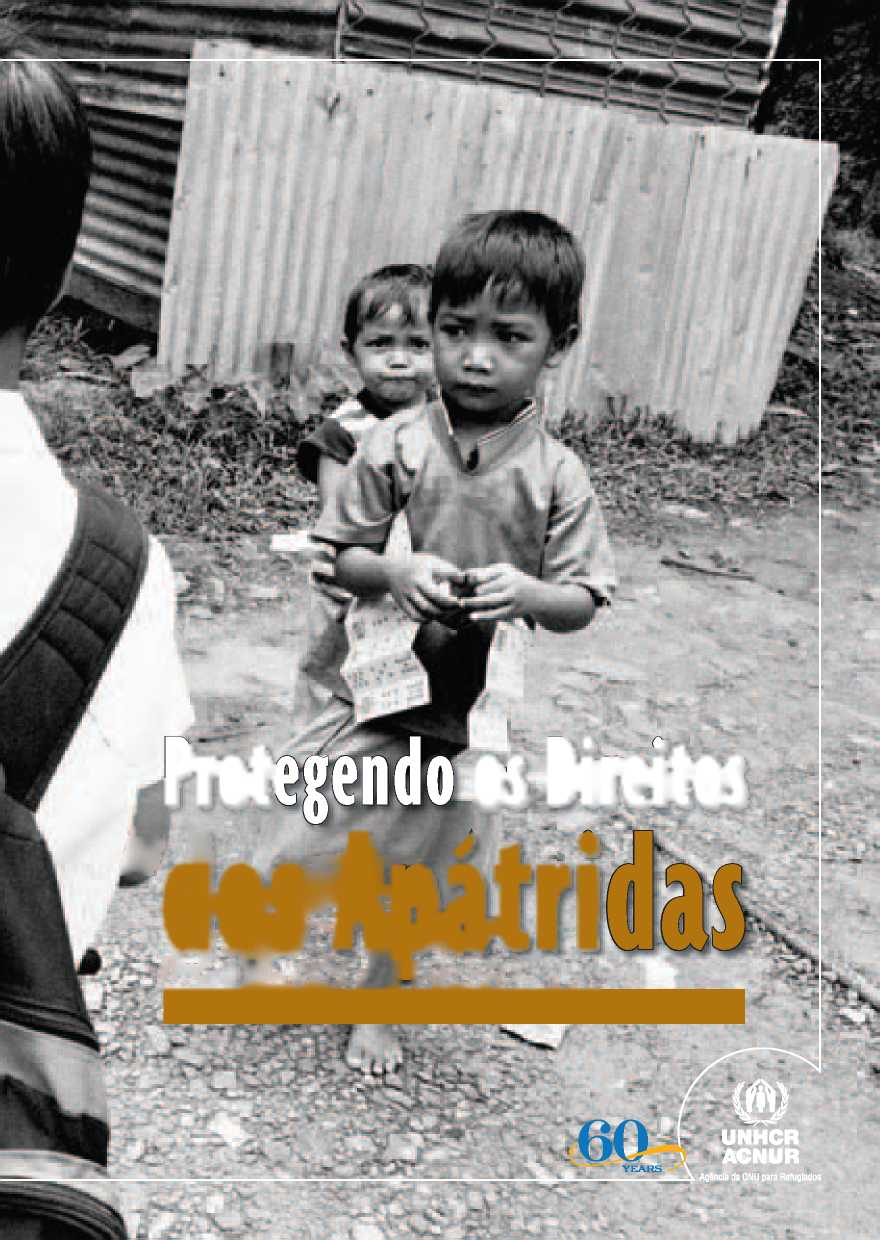 Protegendo os Direitos
dos Apátridas
60
YEARS
UNHCR
ACNUR
Agência da ONU para Refugiados